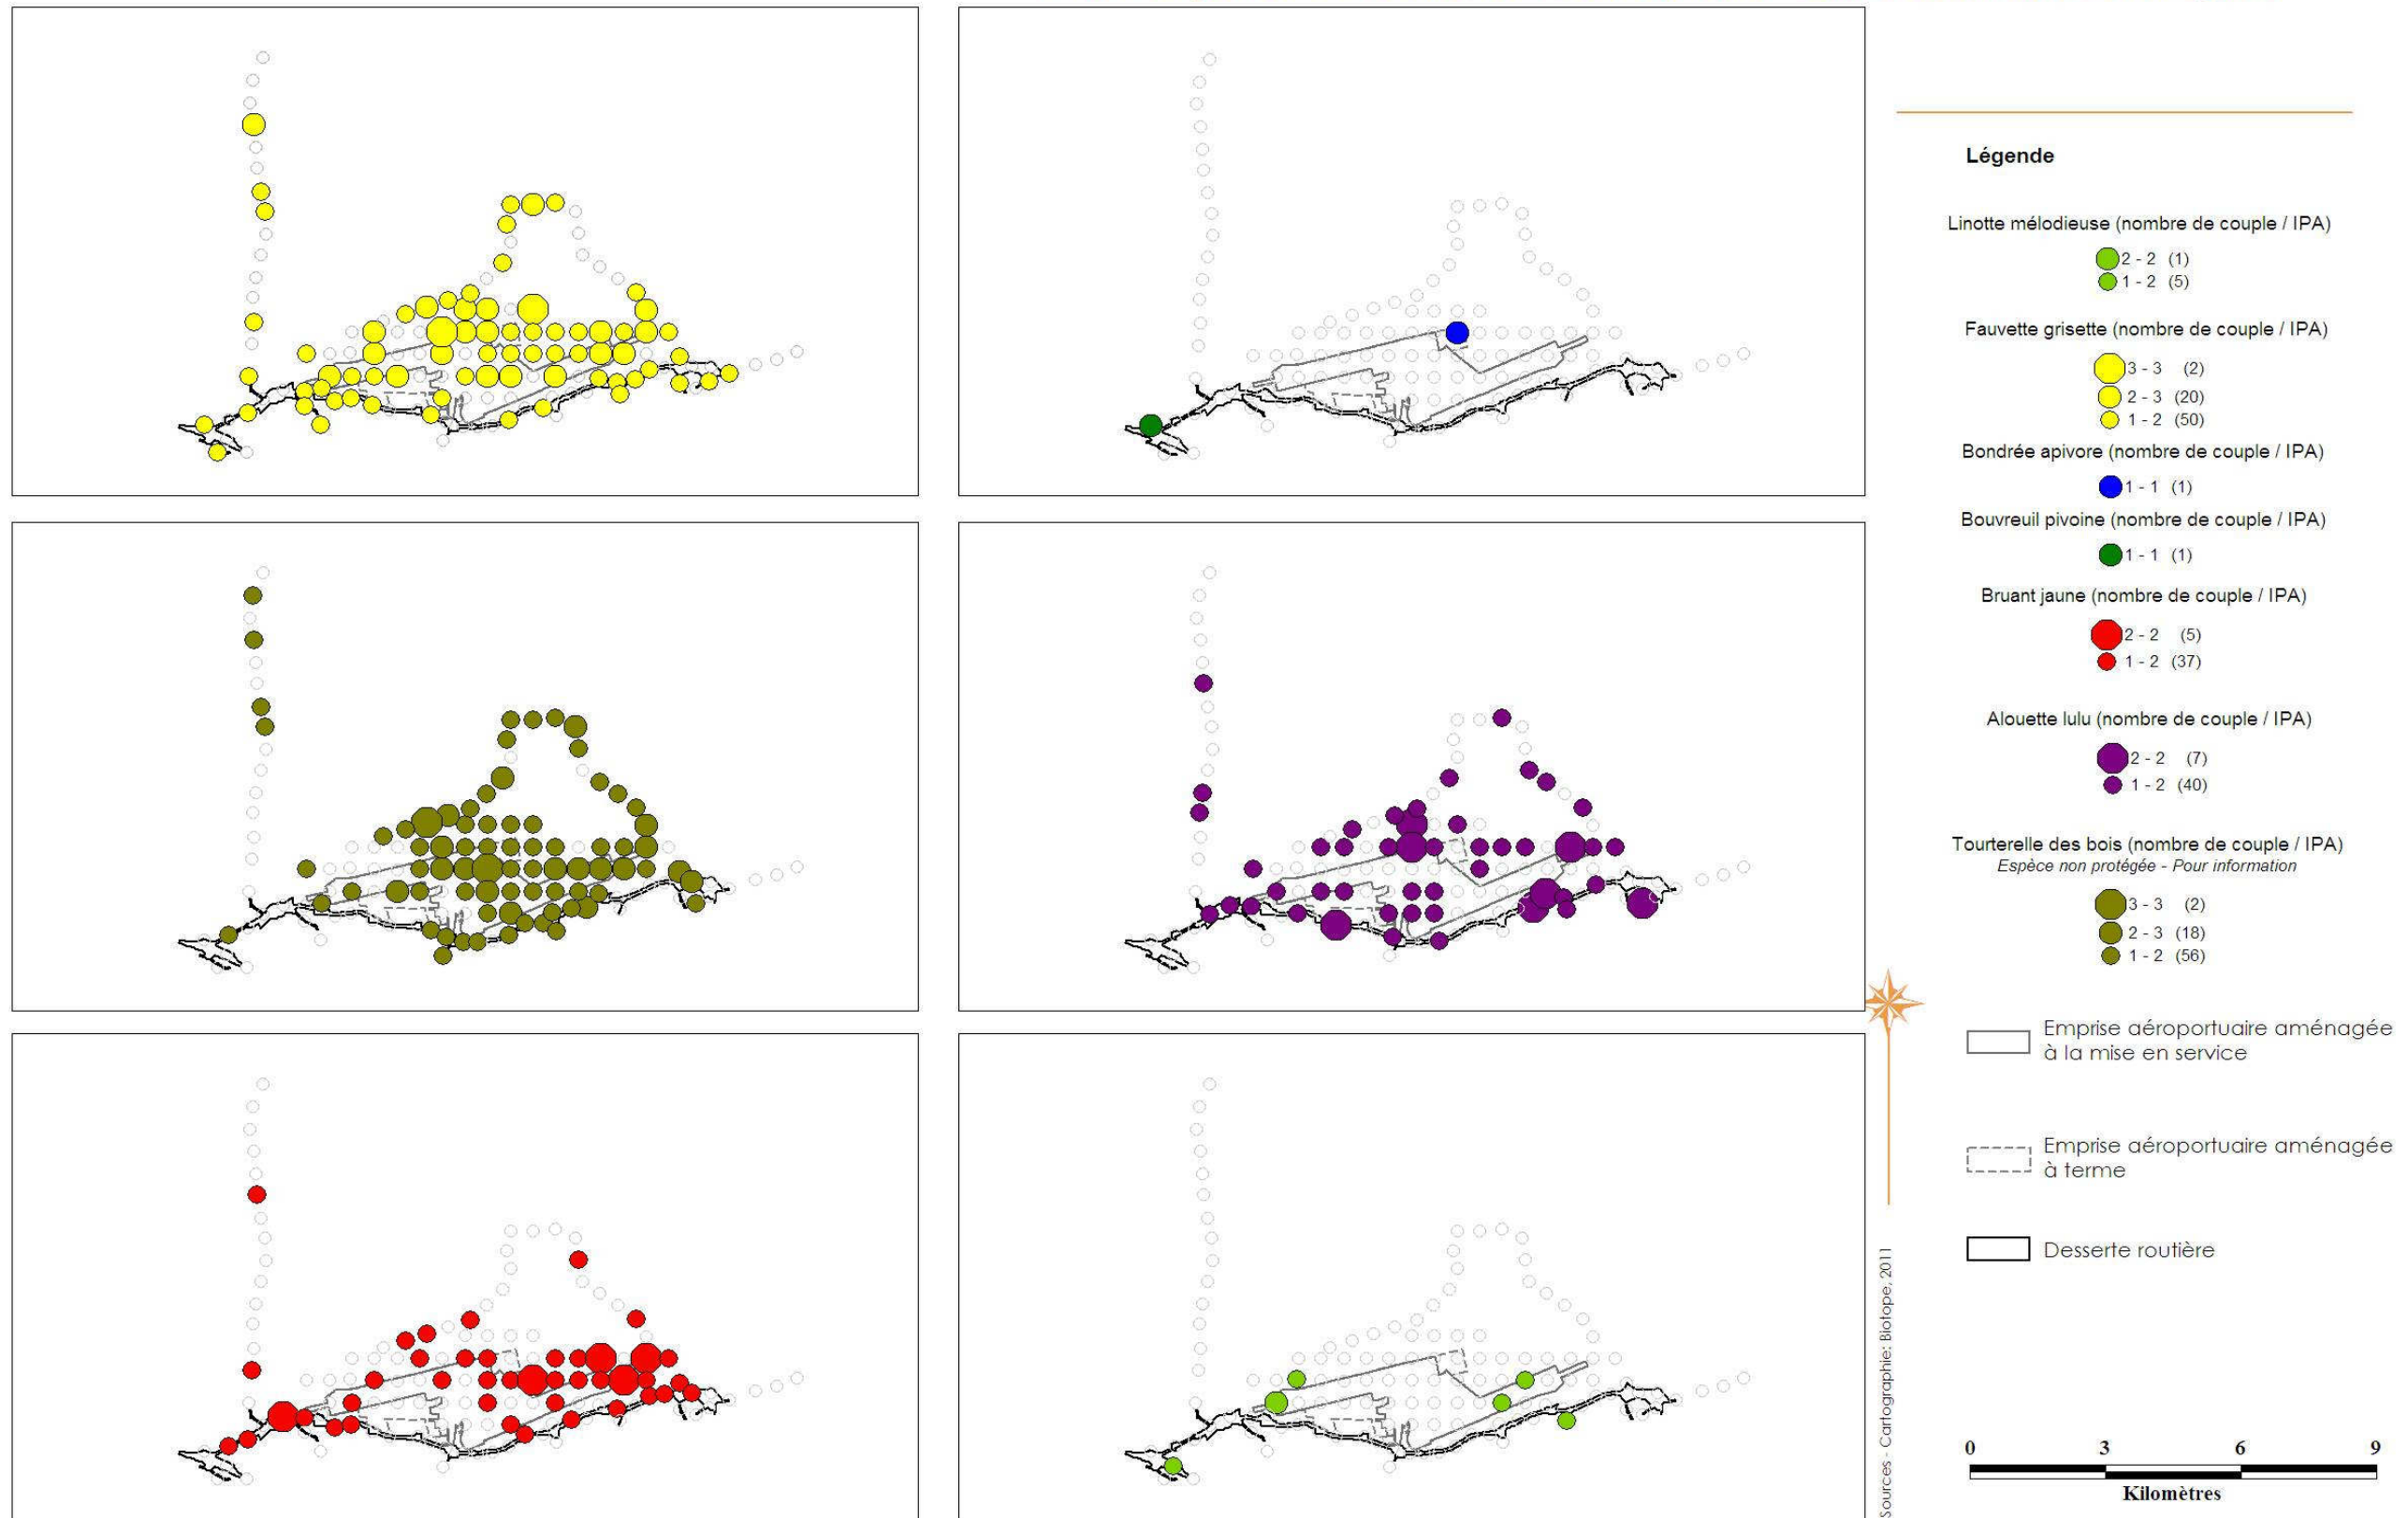 Légende
Linotte mélodieuse (nombre de couple / IPA)
2 - 2 (1)
1 - 2 (5)
Fauvette grisette (nombre de couple / IPA)
3 - 3 (2)
2 - 3 (20)
1 - 2 (50)
Bondrée apivore (nombre de couple / IPA)
1 - 1 (1)
Bouvreuil pivoine (nombre de couple / IPA)
1 - 1 (1)
Bruant jaune (nombre de couple / IPA)
2 - 2 (5)
1 - 2 (37)
Alouette lulu (nombre de couple / IPA)
2 - 2 (7)
1 - 2 (40)
Tourterelle des bois (nombre de couple / IPA)
Espèce non protégée - Pour information
3 - 3 (2)
2 - 3 (18)
1 - 2 (56)
Emprise aéroportuaire aménagée
à la mise en service
Emprise aéroportuaire aménagée
à terme
Desserte routière
0 3 6 9
Kilomètres
Sources - Cartographie: Biotope, 2011